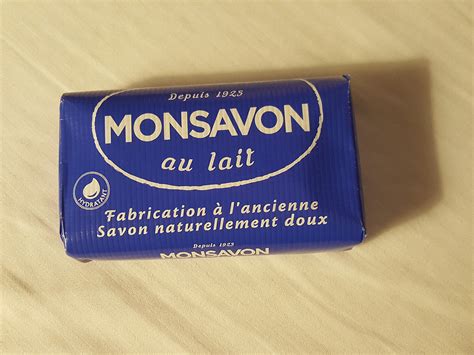 Depuis 1925
MONSAVON
au lait
HYDRATANT
Fabrication à l'ancienne
Savon naturellement doux
Depuis 1925
MONSAVON